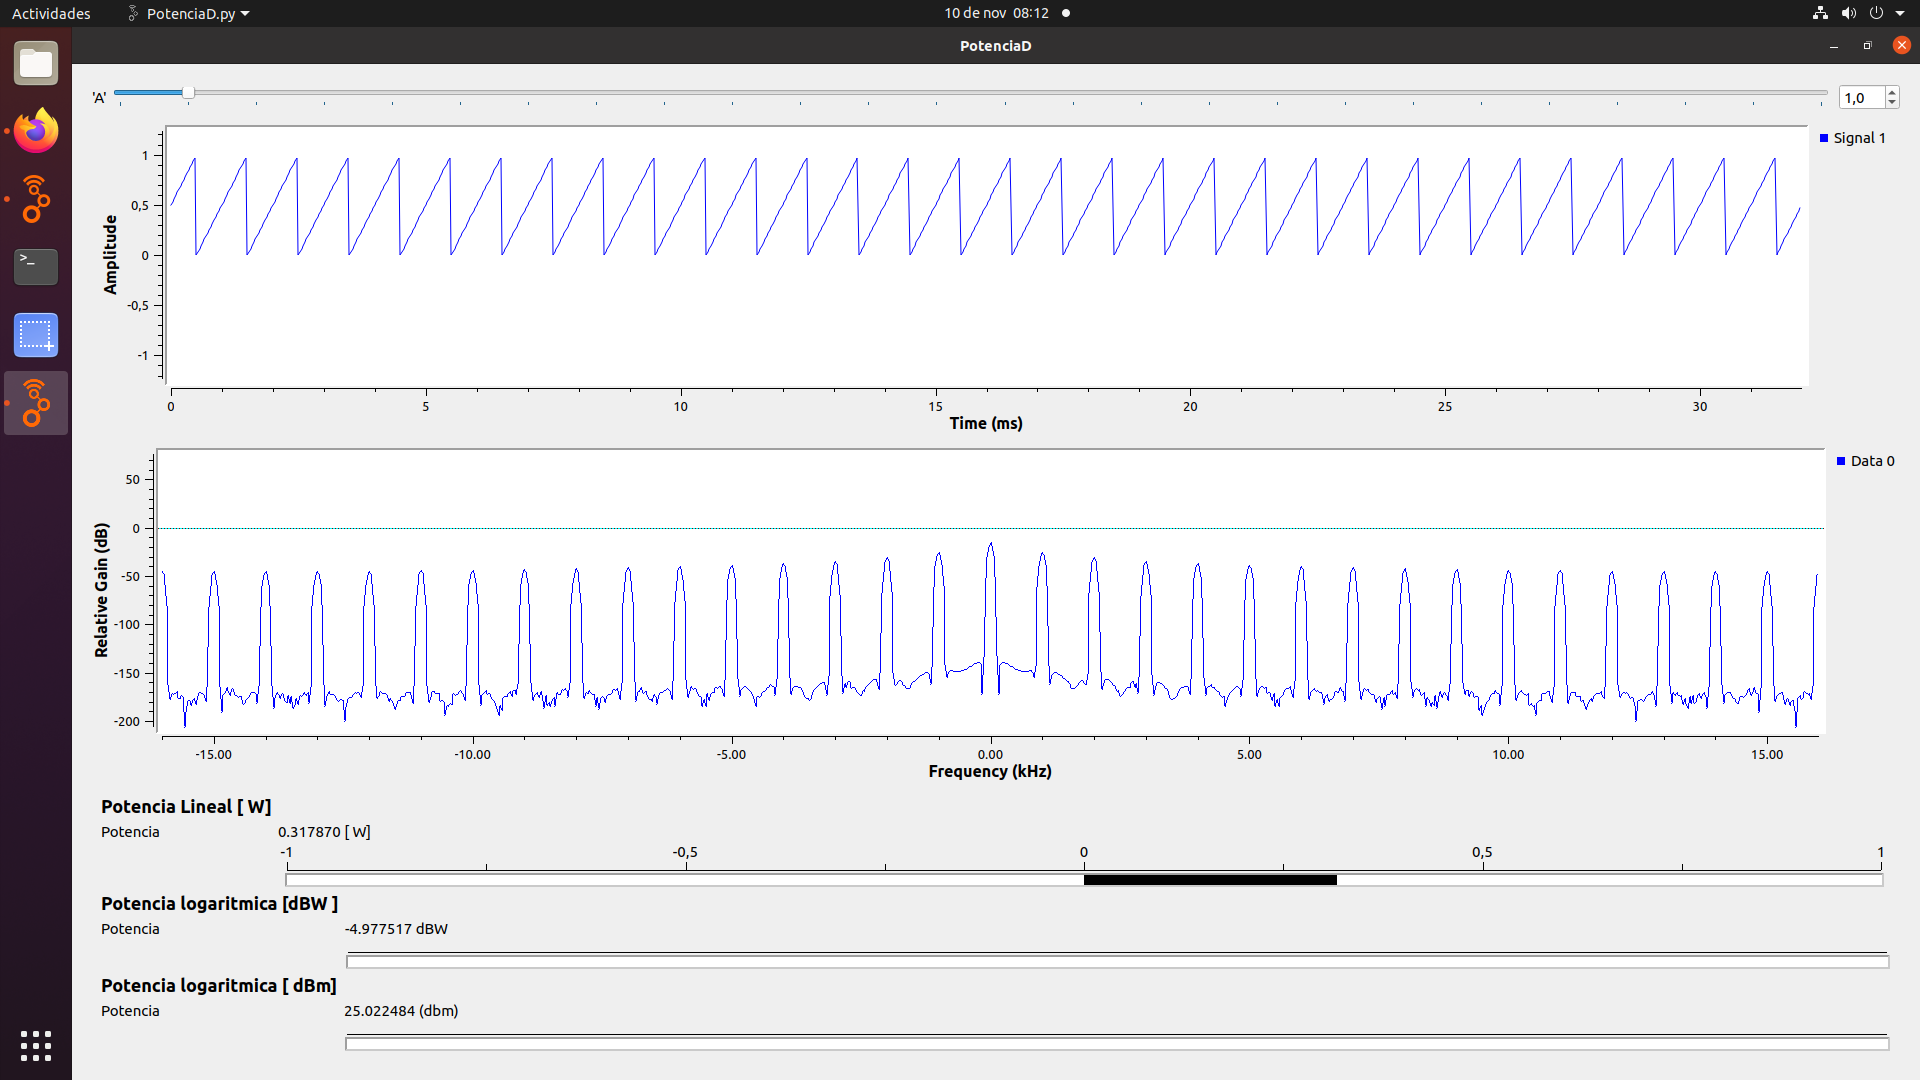 Actividades PotenciaD.py 10 de nov 08:12
PotenciaD
'A' 1,0
Signal 1
1
0,5
0
-0,5
-1
Amplitude
0 5 10 15 20 25 30
Time (ms)
Data 0
50
0
-50
-100
-150
-200
Relative Gain (dB)
-15.00 -10.00 -5.00 0.00 5.00 10.00 15.00
Frequency (kHz)
Potencia Lineal [ W]
Potencia 0.317870 [ W]
-1 -0,5 0 0,5 1
Potencia logaritmica [dBW ]
Potencia -4.977517 dBW
Potencia logaritmica [ dBm]
Potencia 25.022484 (dbm)